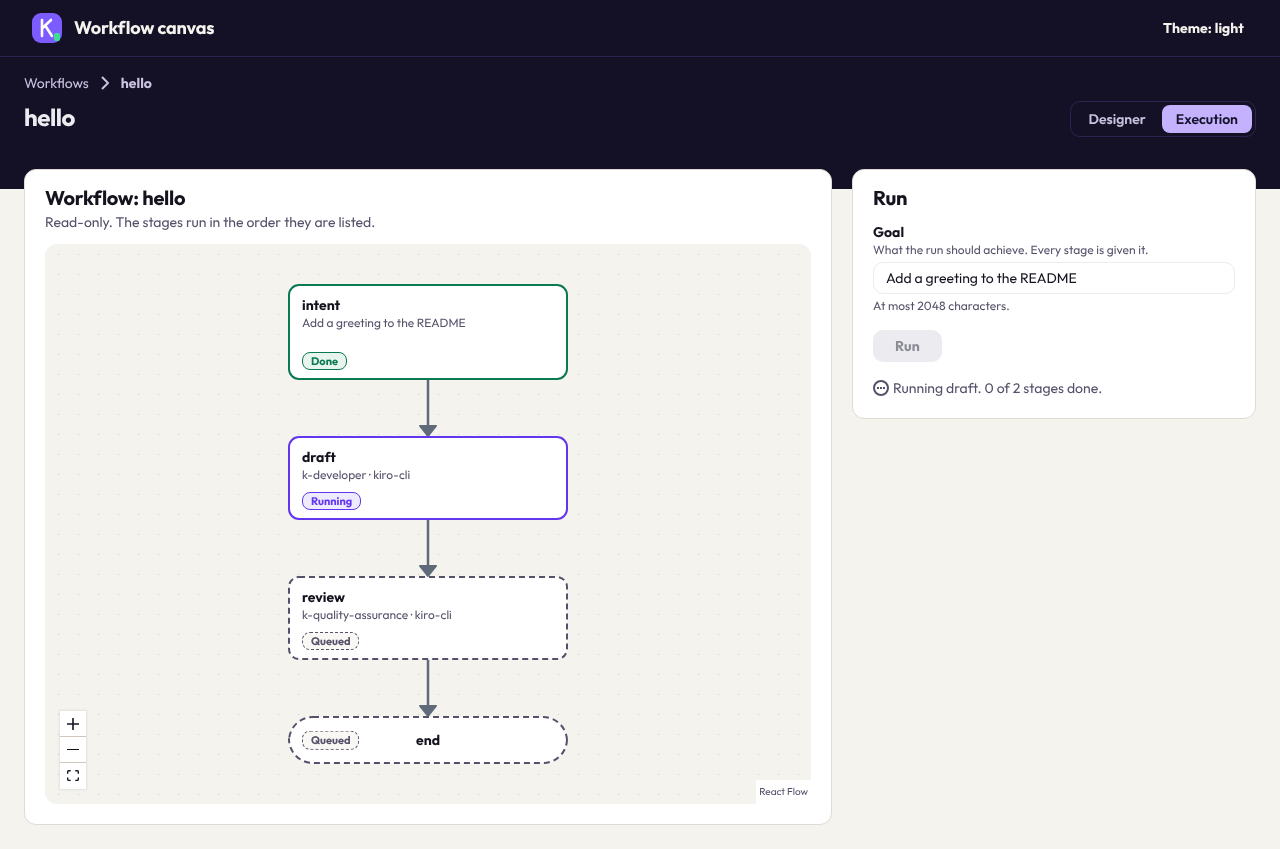 Workflow canvas
Theme: light
Workflows > hello
hello
Designer
Execution
Workflow: hello
Read-only. The stages run in the order they are listed.
intent
Add a greeting to the README
Done
draft
k-developer · kiro-cli
Running
review
k-quality-assurance · kiro-cli
Queued
Queued
end
React Flow
Run
Goal
What the run should achieve. Every stage is given it.
Add a greeting to the README
At most 2048 characters.
Run
Running draft. 0 of 2 stages done.